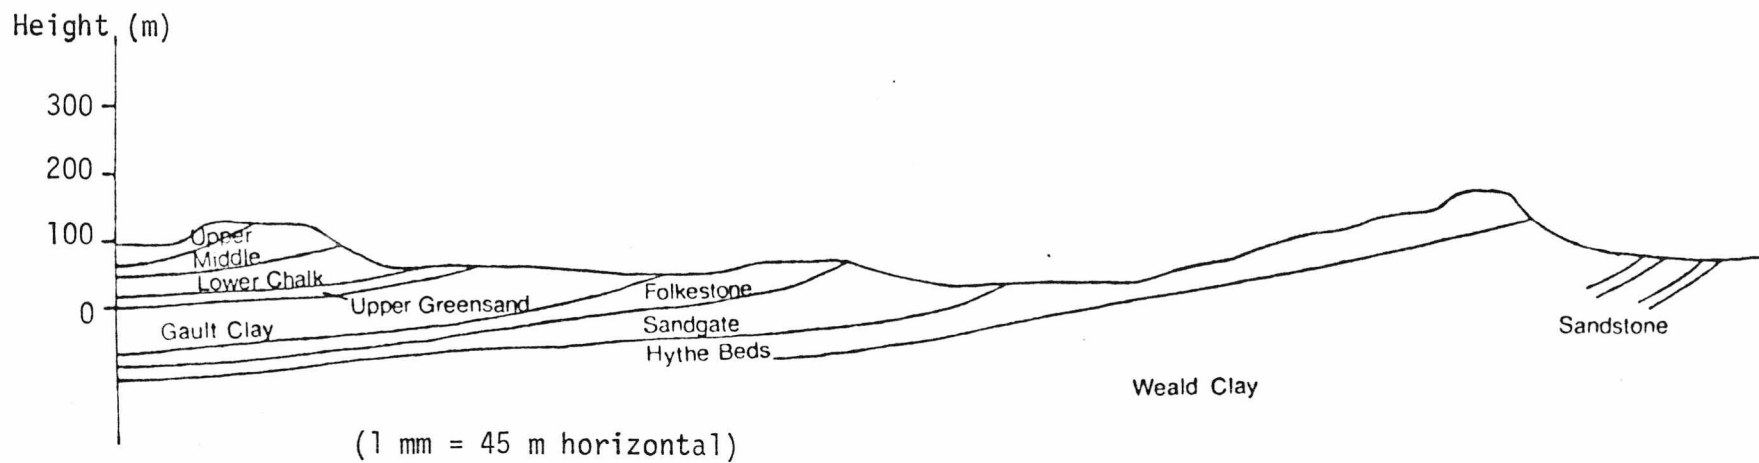 Height (m)
300
200
100
0
Upper
Middle
Lower Chalk
Upper Greensand
Gault Clay
Folkestone
Sandgate
Hythe Beds
Sandstone
Weald Clay
(1 mm = 45 m horizontal)